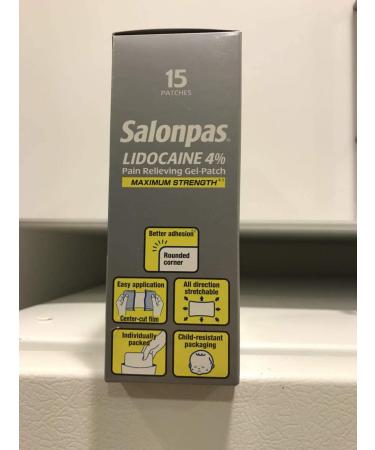 15
PATCHES
Salonpas®
LIDOCAINE 4%
Pain Relieving Gel-Patch
MAXIMUM STRENGTH
Better adhesion
Rounded
corner
Easy application
Center-cut film
All direction
stretchable
Individually
packed
Child-resistant
packaging